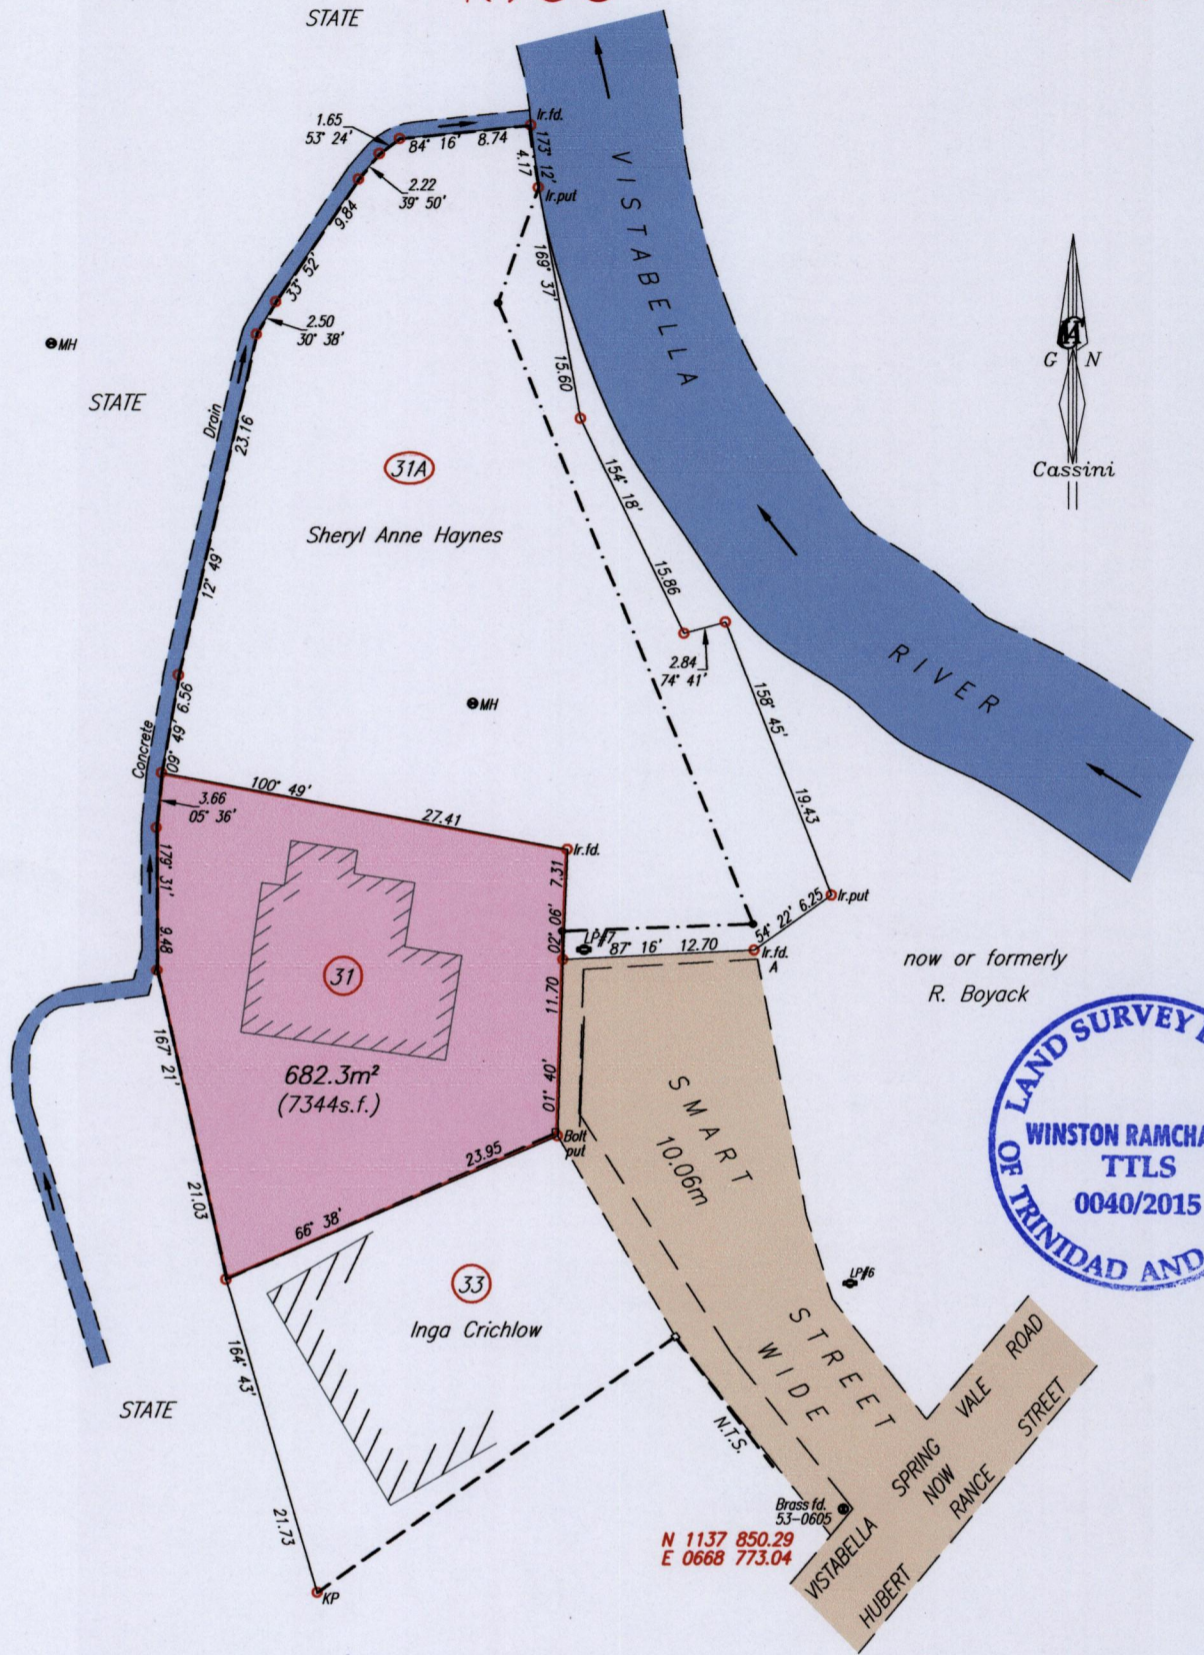 STATE
Ir.fd.
1.65
53° 24'
84° 16' 8.74
173° 12'
4.17
2.22
39° 50'
Ir.put
9.84
33° 52'
VISTABELLA
169° 37'
2.50
30° 38'
MH
G N
15.60
STATE
Drain
23.16
31A
Cassini
154° 18'
Sheryl Anne Haynes
12° 49'
15.86
2.84
74° 41'
RIVER
6.56
09° 49'
MH
158° 45'
Concrete
100° 49'
27.41
3.66
05° 36'
19.43
Ir.fd.
179° 31'
7.31
Ir.put
54° 22' 6.25
02° 06'
LP#7
87° 16' 12.70
Ir.fd.
A
9.48
31
now or formerly
R. Boyack
11.70
167° 21'
682.3m²
(7344s.f.)
01° 40'
SMART
10.06m
LAND SURVEY
WINSTON
TTLS
0040/2015
OF TRINIDAD AND
Bolt
put
23.95
21.03
66° 38'
33
Inga Crichlow
LP#6
STREET
WIDE
164° 43'
STATE
N.T.S.
SPRING VALE ROAD
NOW
VISTABELLA
HUBERT RANCE STREET
21.73
Brass fd.
53-0605
N 1137 850.29
E 0668 773.04
KP